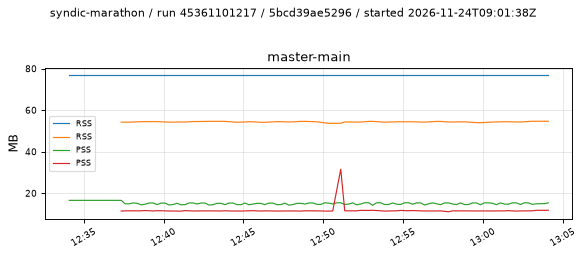 syndic-marathon / run 45361101217 / 5bcd39ae5296 / started 2026-11-24T09:01:38Z
master-main
MB
80
60
40
20
RSS
RSS
PSS
PSS
12:35
12:40
12:45
12:50
12:55
13:00
13:05